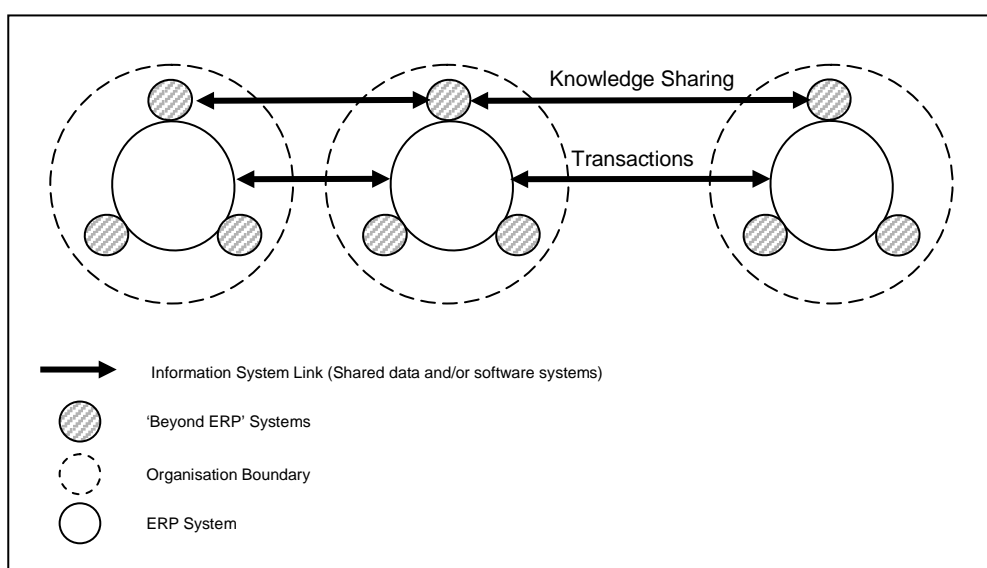 Knowledge Sharing
Transactions
Information System Link (Shared data and/or software systems)
‘Beyond ERP’ Systems
Organisation Boundary
ERP System